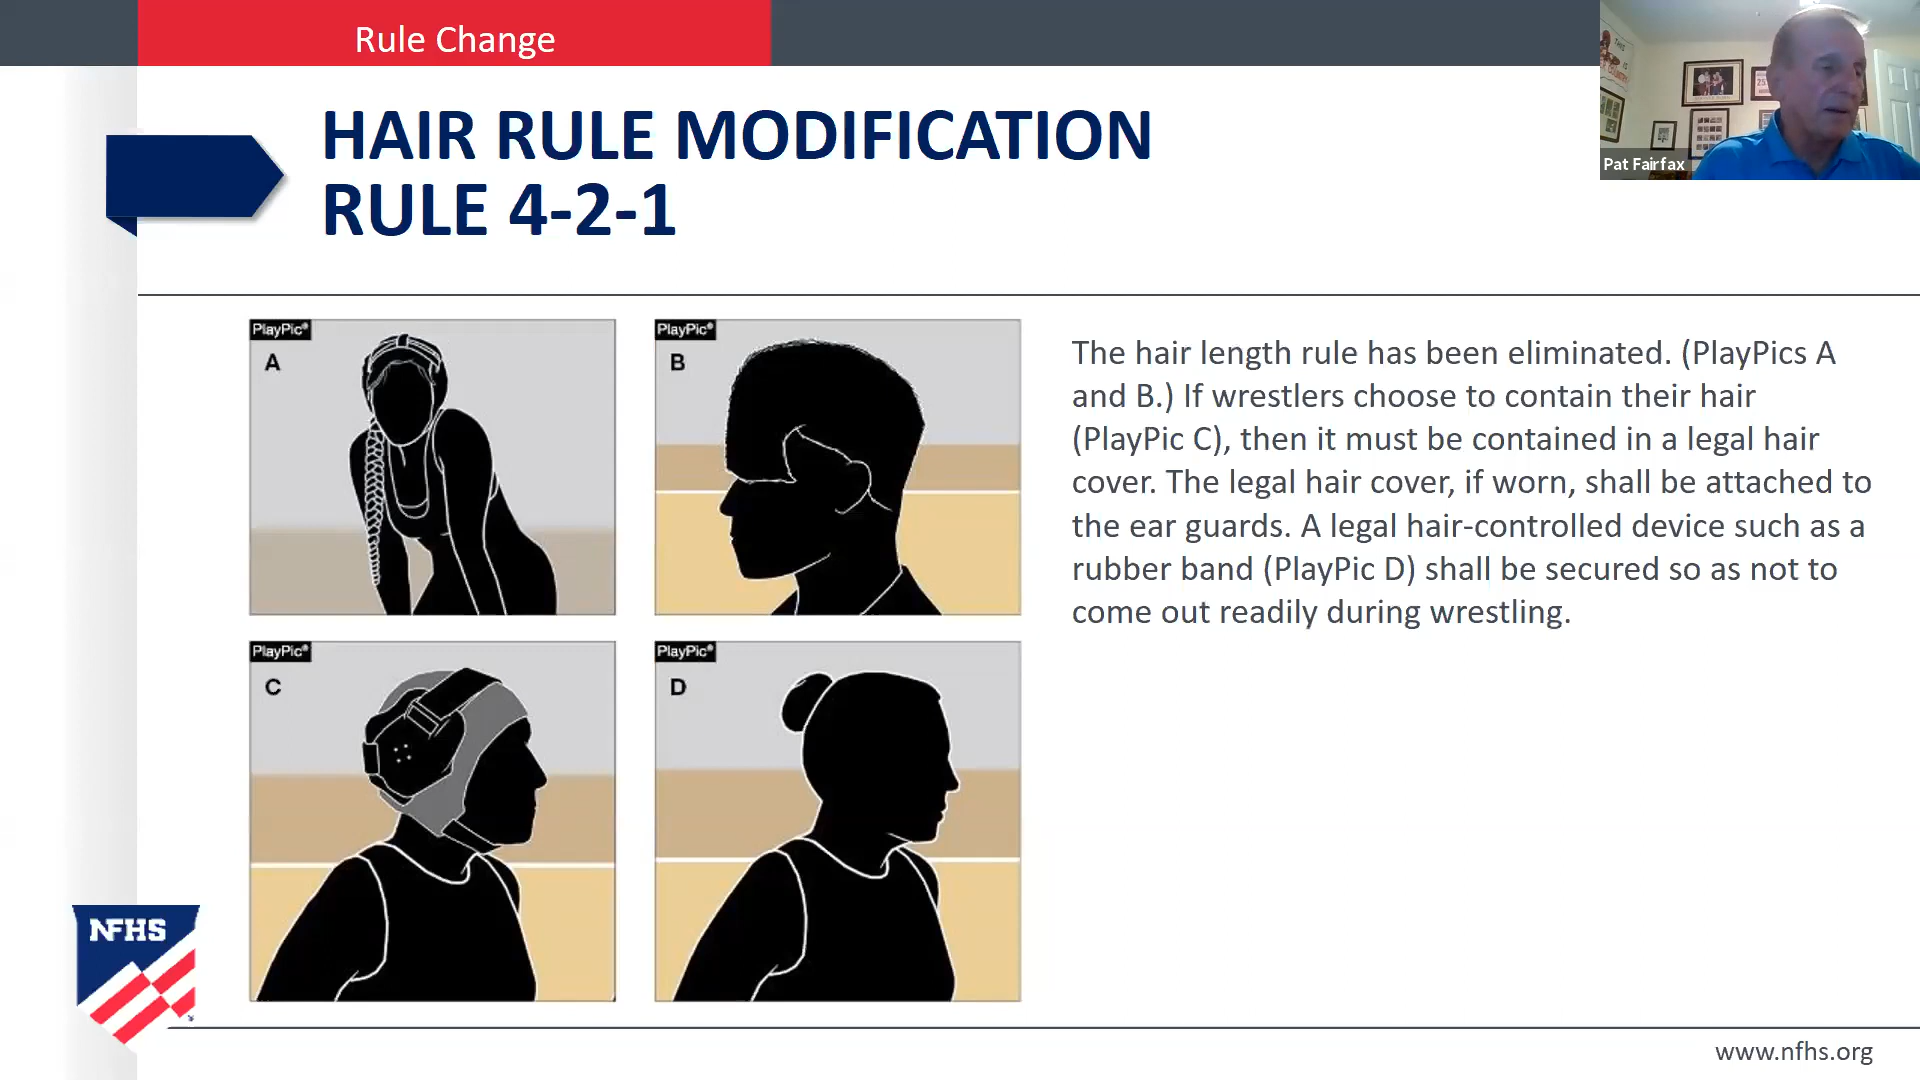 Rule Change
HAIR RULE MODIFICATION
RULE 4-2-1
Pat Fairfax
PlayPic®
A
PlayPic®
B
The hair length rule has been eliminated. (PlayPics A
and B.) If wrestlers choose to contain their hair
(PlayPic C), then it must be contained in a legal hair
cover. The legal hair cover, if worn, shall be attached to
the ear guards. A legal hair-controlled device such as a
rubber band (PlayPic D) shall be secured so as not to
come out readily during wrestling.
PlayPic®
C
PlayPic®
D
NFHS
www.nfhs.org